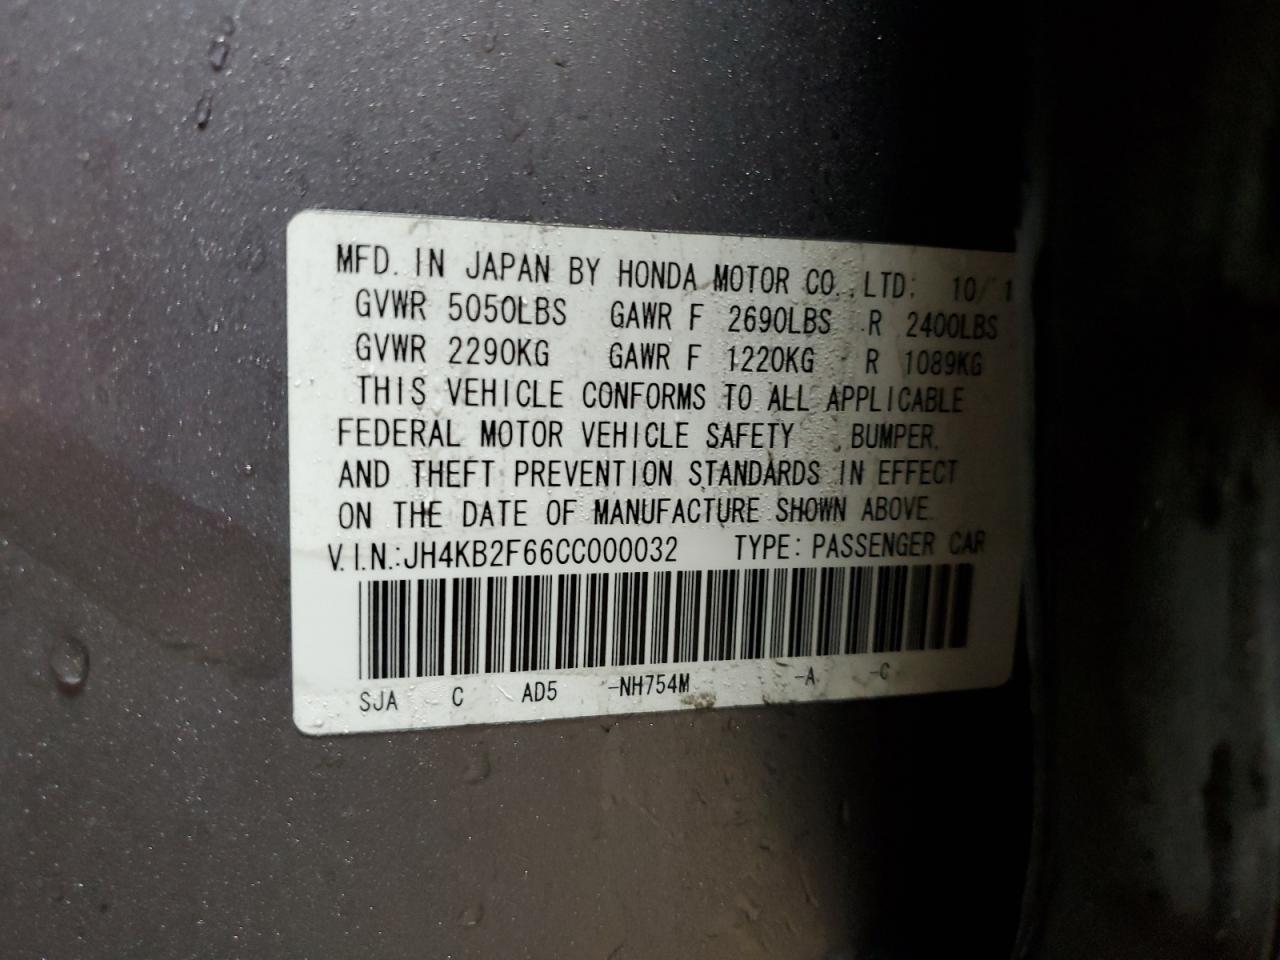 MFD. IN JAPAN BY HONDA MOTOR CO., LTD: 10/ 1
GVWR 5050LBS GAWR F 2690LBS R 2400LBS
GVWR 2290KG GAWR F 1220KG R 1089KG
THIS VEHICLE CONFORMS TO ALL APPLICABLE
FEDERAL MOTOR VEHICLE SAFETY , BUMPER,
AND THEFT PREVENTION STANDARDS IN EFFECT
ON THE DATE OF MANUFACTURE SHOWN ABOVE.
V.I.N.:JH4KB2F66CC000032 TYPE: PASSENGER CAR
SJA C AD5 -NH754M -A -C